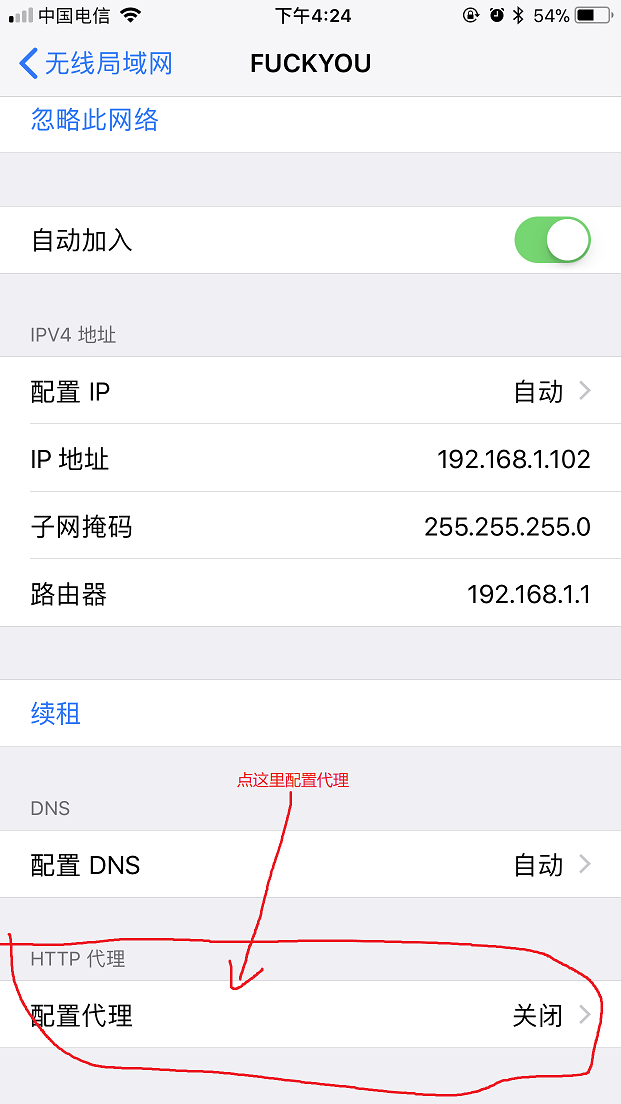 中国电信 下午4:24 54%
无线局域网 FUCKYOU
忽略此网络
自动加入
IPV4 地址
配置 IP 自动
IP 地址 192.168.1.102
子网掩码 255.255.255.0
路由器 192.168.1.1
续租
点这里配置代理
DNS
配置 DNS 自动
HTTP 代理
配置代理 关闭